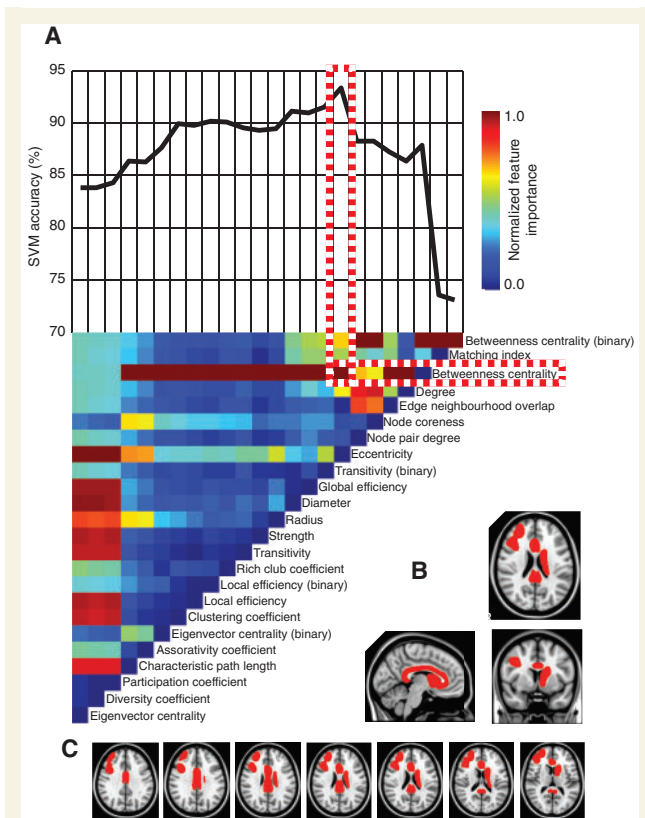 A
95
90
85
80
75
70
SVM accuracy (%)
1.0
Normalized feature
importance
0.0
Betweenness centrality (binary)
Matching index
Betweenness centrality
Degree
Edge neighbourhood overlap
Node coreness
Node pair degree
Eccentricity
Transitivity (binary)
Global efficiency
Diameter
Radius
Strength
Transitivity
Rich club coefficient
Local efficiency (binary)
Local efficiency
Clustering coefficient
Eigenvector centrality (binary)
Assorativity coefficient
Characteristic path length
Participation coefficient
Diversity coefficient
Eigenvector centrality
B
C